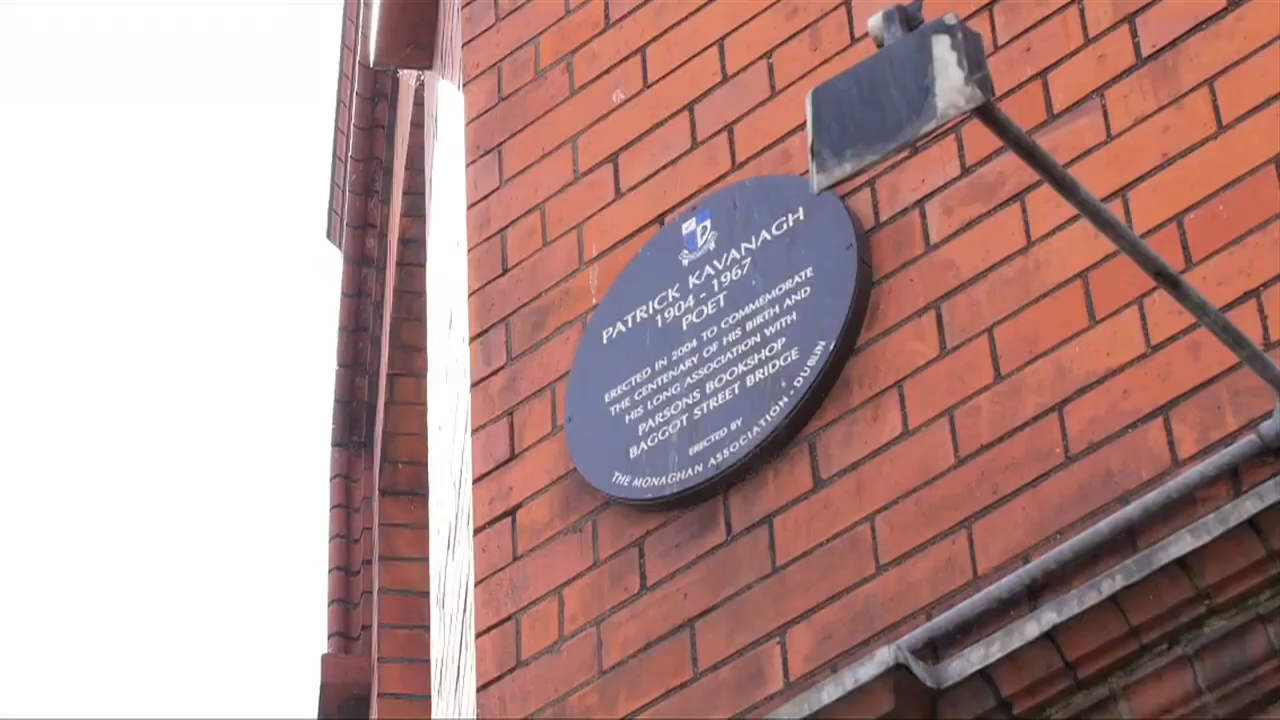 PATRICK KAVANAGH
1904 - 1967
POET
ERECTED IN 2004 TO COMMEMORATE
THE CENTENARY OF HIS BIRTH AND
HIS LONG ASSOCIATION WITH
PARSONS BOOKSHOP
BAGGOT STREET BRIDGE
ERECTED BY
THE MONAGHAN ASSOCIATION - DUBLIN